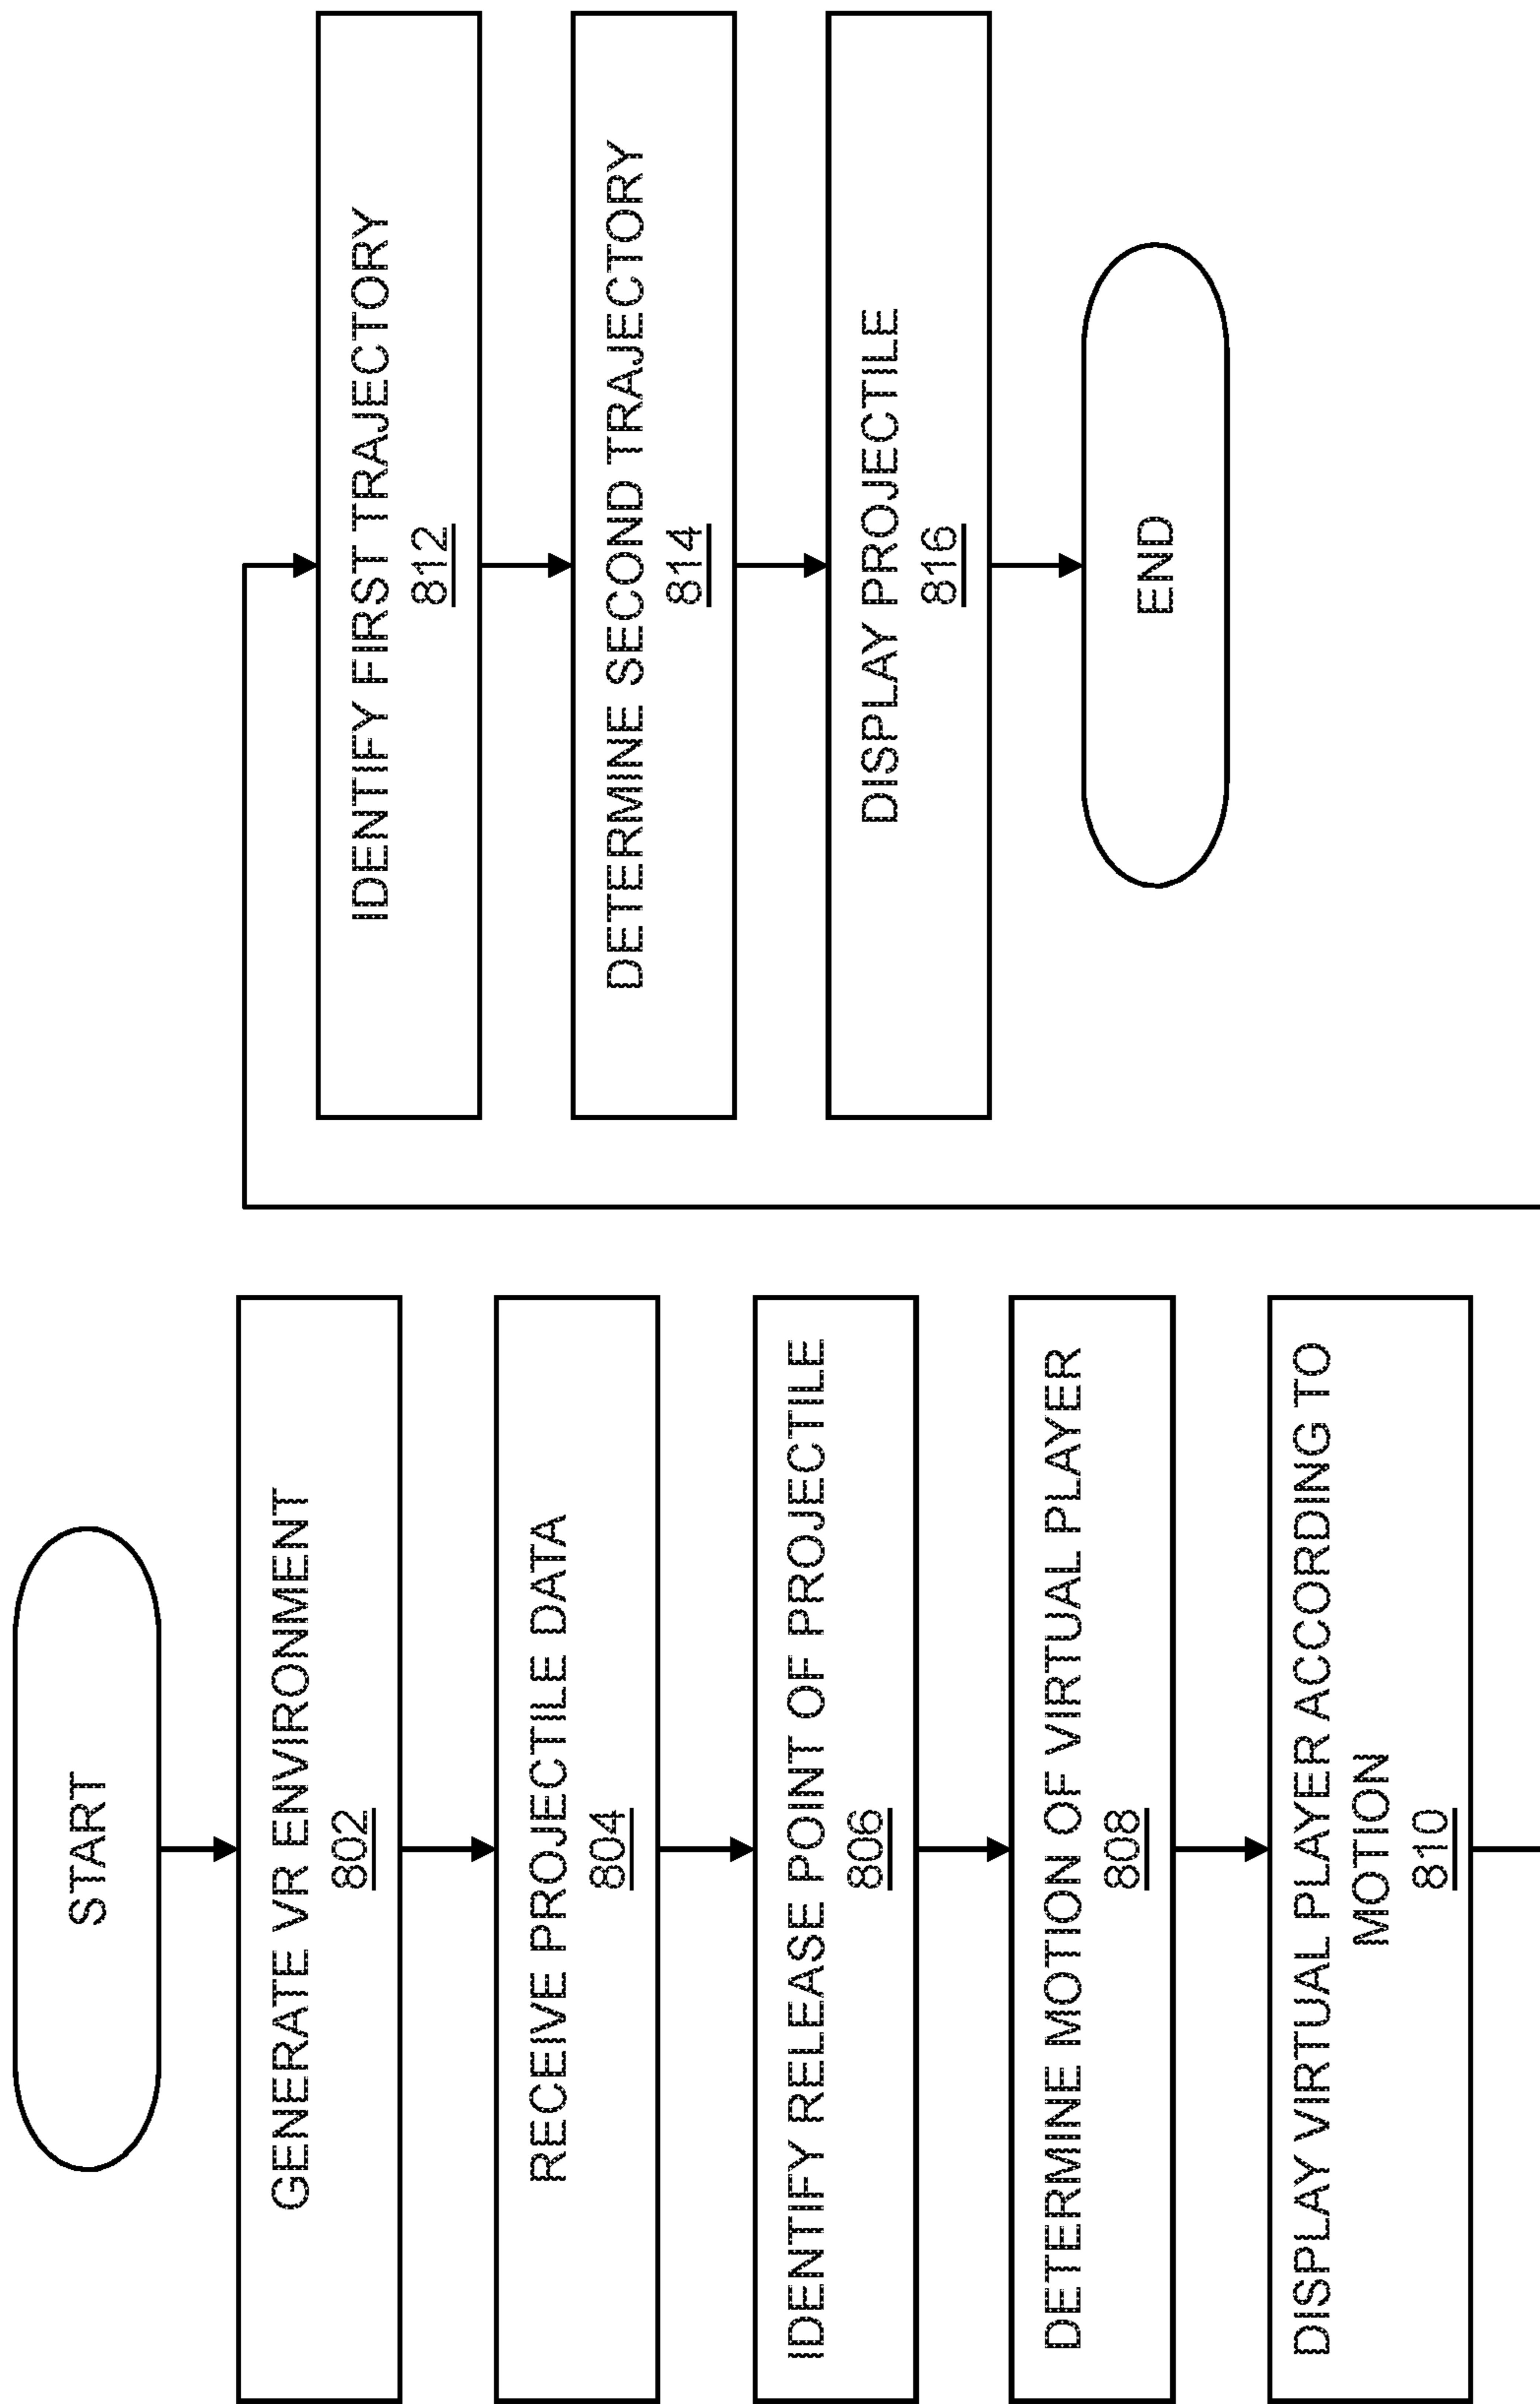 START
GENERATE VR ENVIRONMENT
802
RECEIVE PROJECTILE DATA
804
IDENTIFY RELEASE POINT OF PROJECTILE
806
DETERMINE MOTION OF VIRTUAL PLAYER
808
DISPLAY VIRTUAL PLAYER ACCORDING TO
MOTION
810
IDENTIFY FIRST TRAJECTORY
812
DETERMINE SECOND TRAJECTORY
814
DISPLAY PROJECTILE
816
END